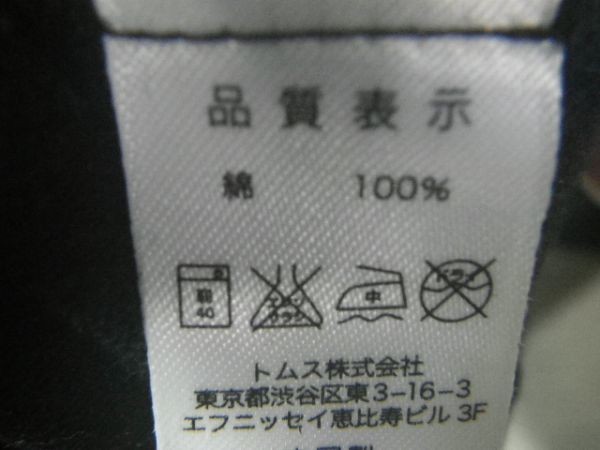 品質表示
綿 100%
弱 40 エンソ サラシ 中 ドライ
トムス株式会社
東京都渋谷区東3-16-3
エフニッセイ恵比寿ビル 3F